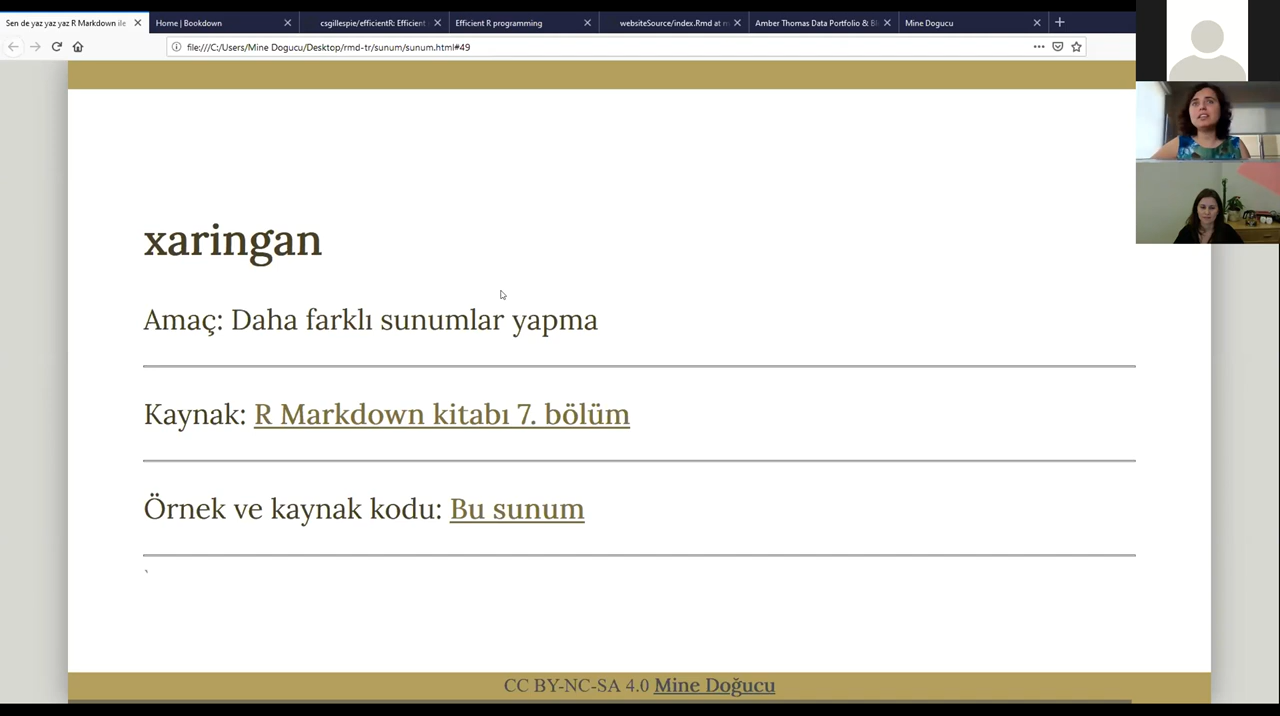 Sen de yaz yaz yaz R Markdown ile
Home | Bookdown
csgillespie/efficientR: Efficient
Efficient R programming
websiteSource/index.Rmd at m
Amber Thomas Data Portfolio & Bl
Mine Dogucu
file:///C:/Users/Mine Dogucu/Desktop/rmd-tr/sunum/sunum.html#49
xaringan
Amaç: Daha farklı sunumlar yapma
Kaynak: R Markdown kitabı 7. bölüm
Örnek ve kaynak kodu: Bu sunum
`
CC BY-NC-SA 4.0 Mine Doğucu